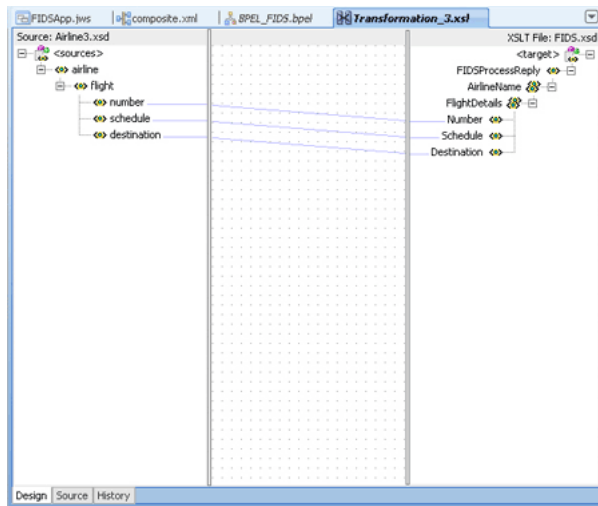 FIDSApp.jws composite.xml BPEL_FIDS.bpel Transformation_3.xsl
Source: Airline3.xsd XSLT File: FIDS.xsd
<sources> <target>
airline FIDSProcessReply
flight AirlineName
number FlightDetails
schedule Number
destination Schedule
Destination
Design Source History